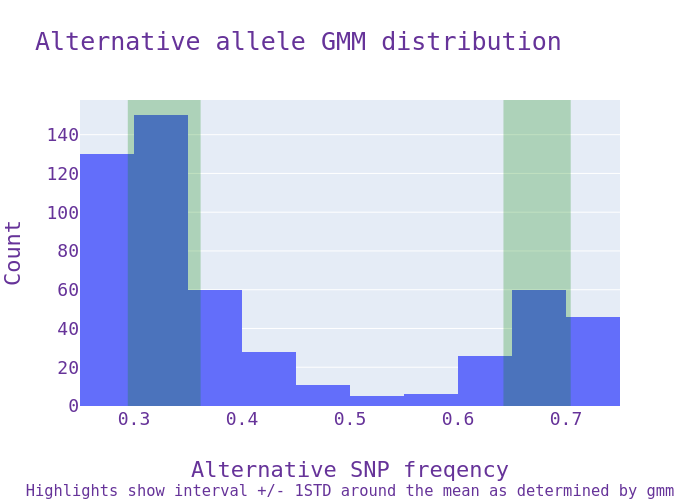 Alternative allele GMM distribution
Count
140
120
100
80
60
40
20
0
0.3 0.4 0.5 0.6 0.7
Alternative SNP freqency
Highlights show interval +/- 1STD around the mean as determined by gmm